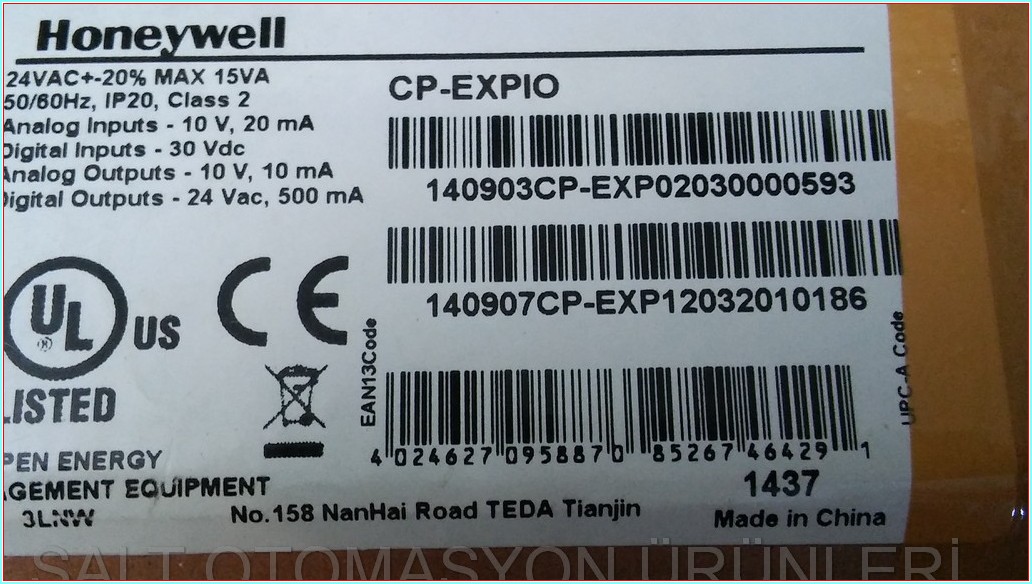 Honeywell
24VAC+-20% MAX 15VA
50/60Hz, IP20, Class 2
Analog Inputs - 10 V, 20 mA
Digital Inputs - 30 Vdc
Analog Outputs - 10 V, 10 mA
Digital Outputs - 24 Vac, 500 mA
CP-EXPIO
140903CP-EXP02030000593
140907CP-EXP12032010186
UL ® US
LISTED
CE
EAN13Code
UPC-A Code
4 024627 095887 0 85267 46429 1
PEN ENERGY
AGEMENT EQUIPMENT
3LNW
1437
No.158 NanHai Road TEDA Tianjin
Made in China
SALT OTOMASYON ÜRÜNLERİ